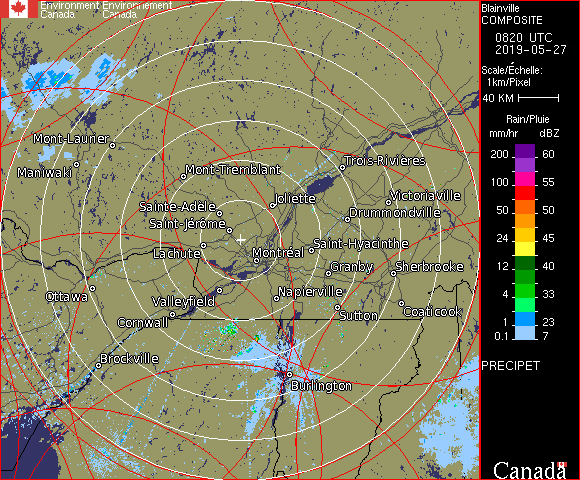 Environment Environnement
Canada Canada
Blainville
COMPOSITE
0820 UTC
2019-05-27
Scale/Échelle:
1km/Pixel
40 KM
Rain/Pluie
mm/hr dBZ
200 60
100 55
50 50
24 45
12 40
4 33
1 23
0.1 7
PRECIPET
Canada
Mont-Laurier
Maniwaki
Mont-Tremblant
Trois-Rivières
Sainte-Adèle
Joliette
Victoriaville
Saint-Jérôme
Drummondville
Lachute
Montréal
Saint-Hyacinthe
Granby
Sherbrooke
Ottawa
Valleyfield
Napierville
Cornwall
Sutton
Coaticook
Brockville
Burlington